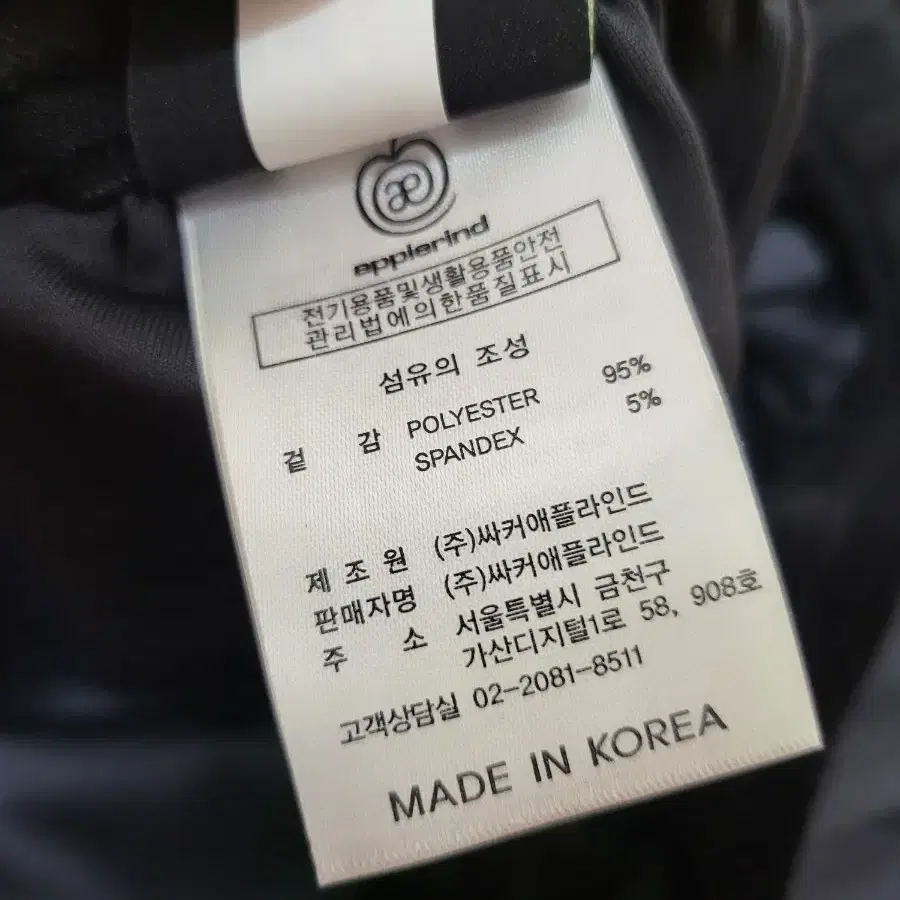 applerind
전기용품및생활용품안전
관리법에의한품질표시
섬유의 조성
겉 감 POLYESTER 95%
SPANDEX 5%
제 조 원 (주)싸커애플라인드
판매자명 (주)싸커애플라인드
주 소 서울특별시 금천구
가산디지털1로 58, 908호
고객상담실 02-2081-8511
MADE IN KOREA